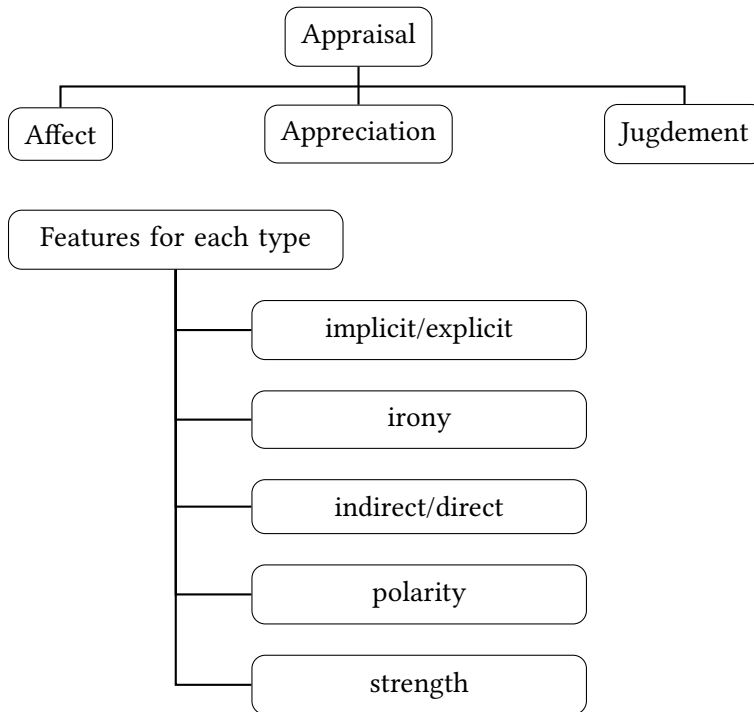 Appraisal
Affect
Appreciation
Jugdement
Features for each type
implicit/explicit
irony
indirect/direct
polarity
strength